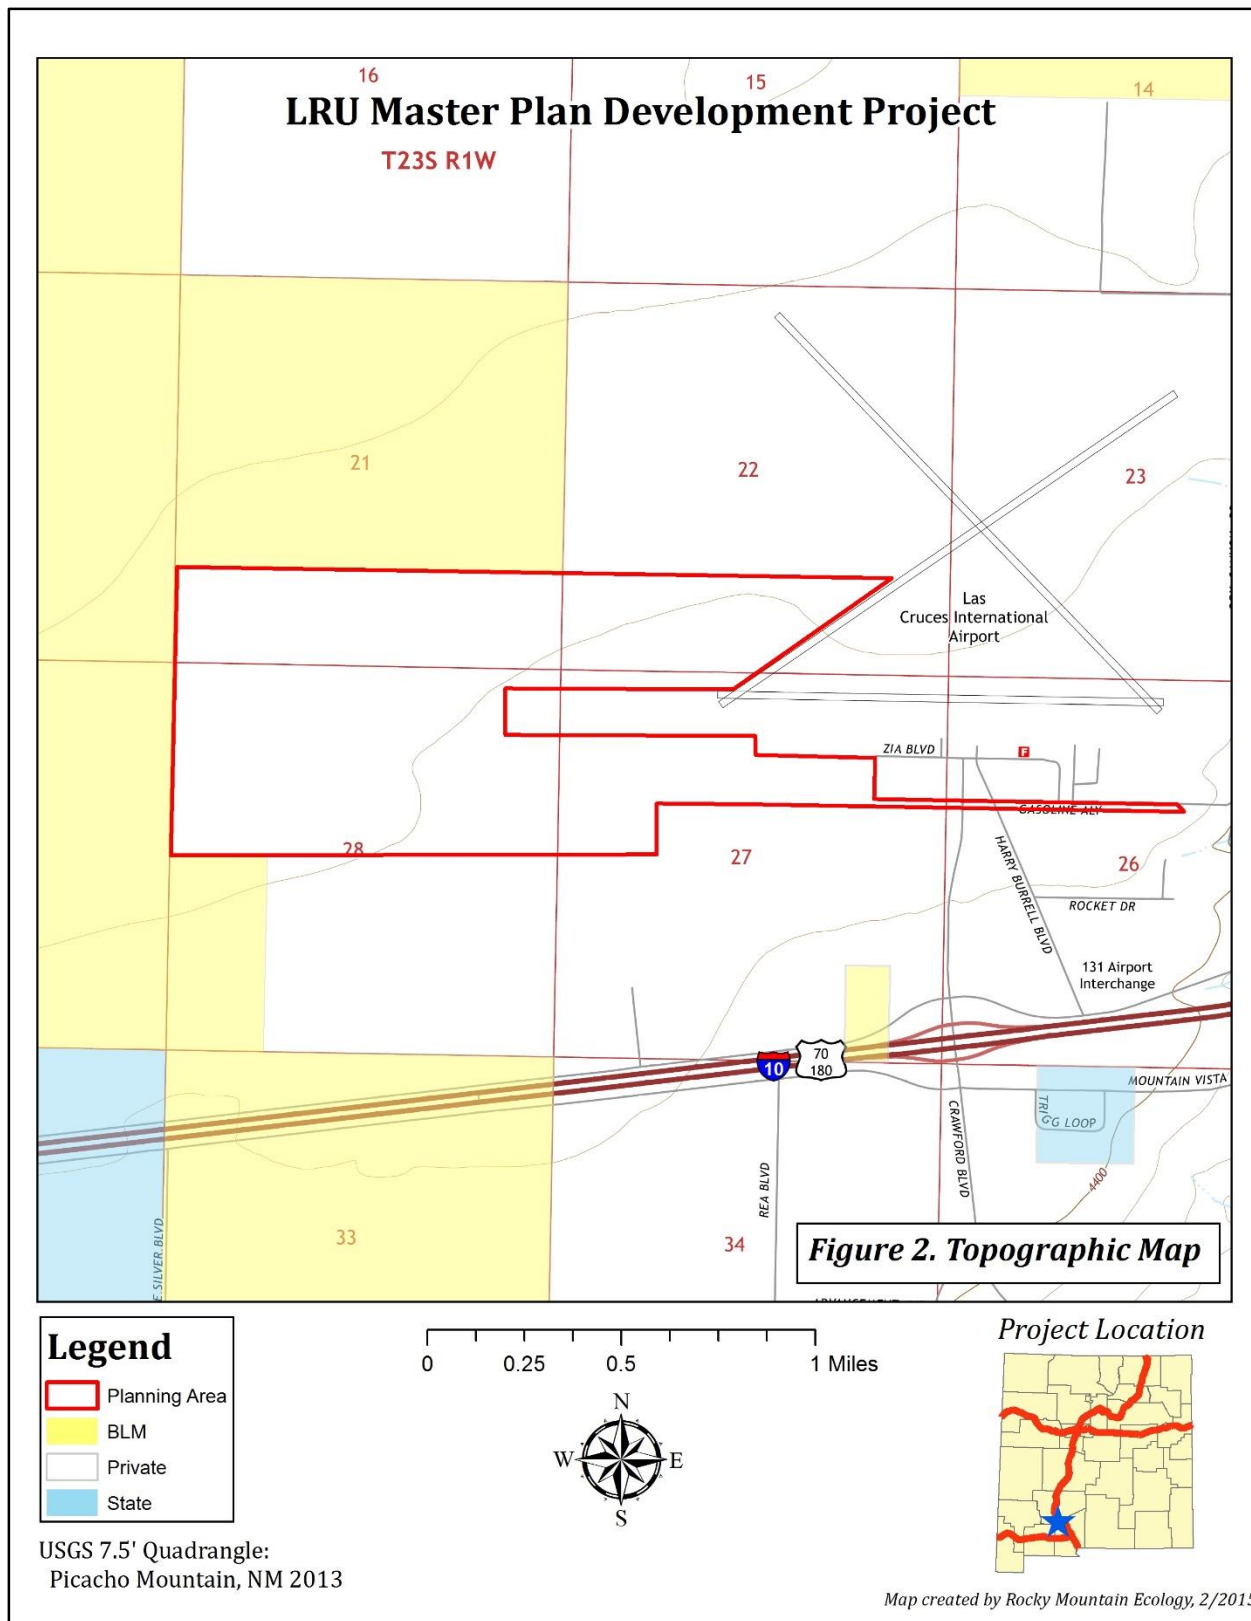 16
15
14
LRU Master Plan Development Project
T23S R1W
21
22
23
Las
Cruces International
Airport
ZIA BLVD
F
GASOLINE ALY
28
27
26
HARRY BURRELL BLVD
ROCKET DR
131 Airport
Interchange
10
70
180
MOUNTAIN VISTA
TRIGG LOOP
CRAWFORD BLVD
REA BLVD
4400
E.SILVER.BLVD
33
34
Figure 2. Topographic Map
Legend
Planning Area
BLM
Private
State
0 0.25 0.5 1 Miles
N
W E
S
Project Location
USGS 7.5' Quadrangle:
Picacho Mountain, NM 2013
Map created by Rocky Mountain Ecology, 2/2015